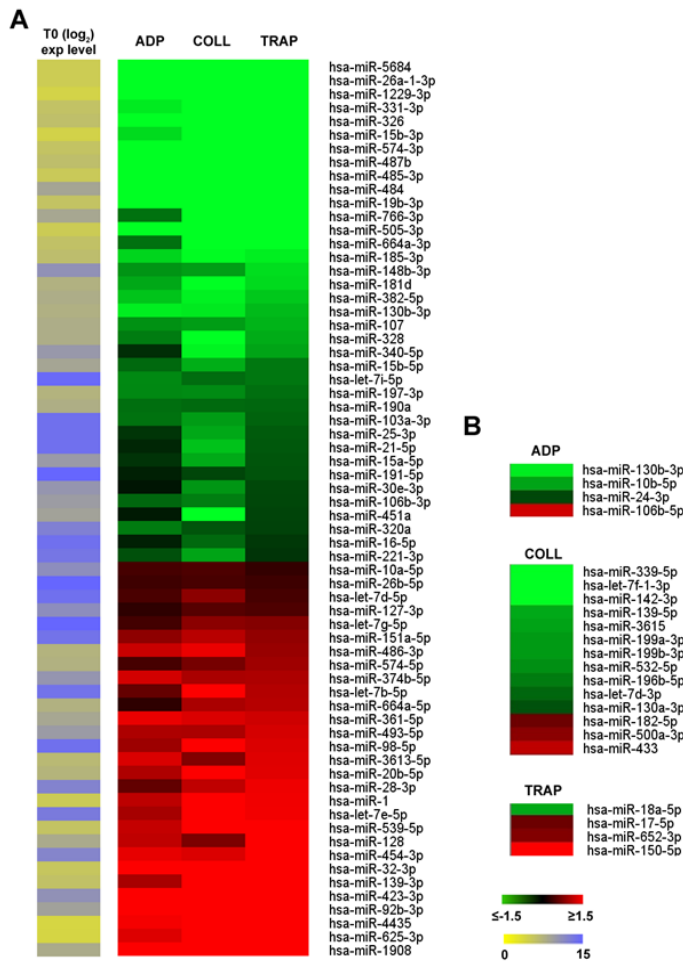 A
T0 (log2)
exp level
ADP COLL TRAP
hsa-miR-5684
hsa-miR-26a-1-3p
hsa-miR-1229-3p
hsa-miR-331-3p
hsa-miR-326
hsa-miR-15b-3p
hsa-miR-574-3p
hsa-miR-487b
hsa-miR-485-3p
hsa-miR-484
hsa-miR-19b-3p
hsa-miR-766-3p
hsa-miR-505-3p
hsa-miR-664a-3p
hsa-miR-185-3p
hsa-miR-148b-3p
hsa-miR-181d
hsa-miR-382-5p
hsa-miR-130b-3p
hsa-miR-107
hsa-miR-328
hsa-miR-340-5p
hsa-miR-15b-5p
hsa-let-7i-5p
hsa-miR-197-3p
hsa-miR-190a
hsa-miR-103a-3p
hsa-miR-25-3p
hsa-miR-21-5p
hsa-miR-15a-5p
hsa-miR-191-5p
hsa-miR-30e-3p
hsa-miR-106b-3p
hsa-miR-451a
hsa-miR-320a
hsa-miR-16-5p
hsa-miR-221-3p
hsa-miR-10a-5p
hsa-miR-26b-5p
hsa-let-7d-5p
hsa-miR-127-3p
hsa-let-7g-5p
hsa-miR-151a-5p
hsa-miR-486-3p
hsa-miR-574-5p
hsa-miR-374b-5p
hsa-let-7b-5p
hsa-miR-664a-5p
hsa-miR-361-5p
hsa-miR-493-5p
hsa-miR-98-5p
hsa-miR-3613-5p
hsa-miR-20b-5p
hsa-miR-28-3p
hsa-miR-1
hsa-let-7e-5p
hsa-miR-539-5p
hsa-miR-128
hsa-miR-454-3p
hsa-miR-32-3p
hsa-miR-139-3p
hsa-miR-423-3p
hsa-miR-92b-3p
hsa-miR-4435
hsa-miR-625-3p
hsa-miR-1908
B
ADP
hsa-miR-130b-3p
hsa-miR-10b-5p
hsa-miR-24-3p
hsa-miR-106b-5p
COLL
hsa-miR-339-5p
hsa-let-7f-1-3p
hsa-miR-142-3p
hsa-miR-139-5p
hsa-miR-3615
hsa-miR-199a-3p
hsa-miR-199b-3p
hsa-miR-532-5p
hsa-miR-196b-5p
hsa-let-7d-3p
hsa-miR-130a-3p
hsa-miR-182-5p
hsa-miR-500a-3p
hsa-miR-433
TRAP
hsa-miR-18a-5p
hsa-miR-17-5p
hsa-miR-652-3p
hsa-miR-150-5p
≤-1.5 ≥1.5
0 15